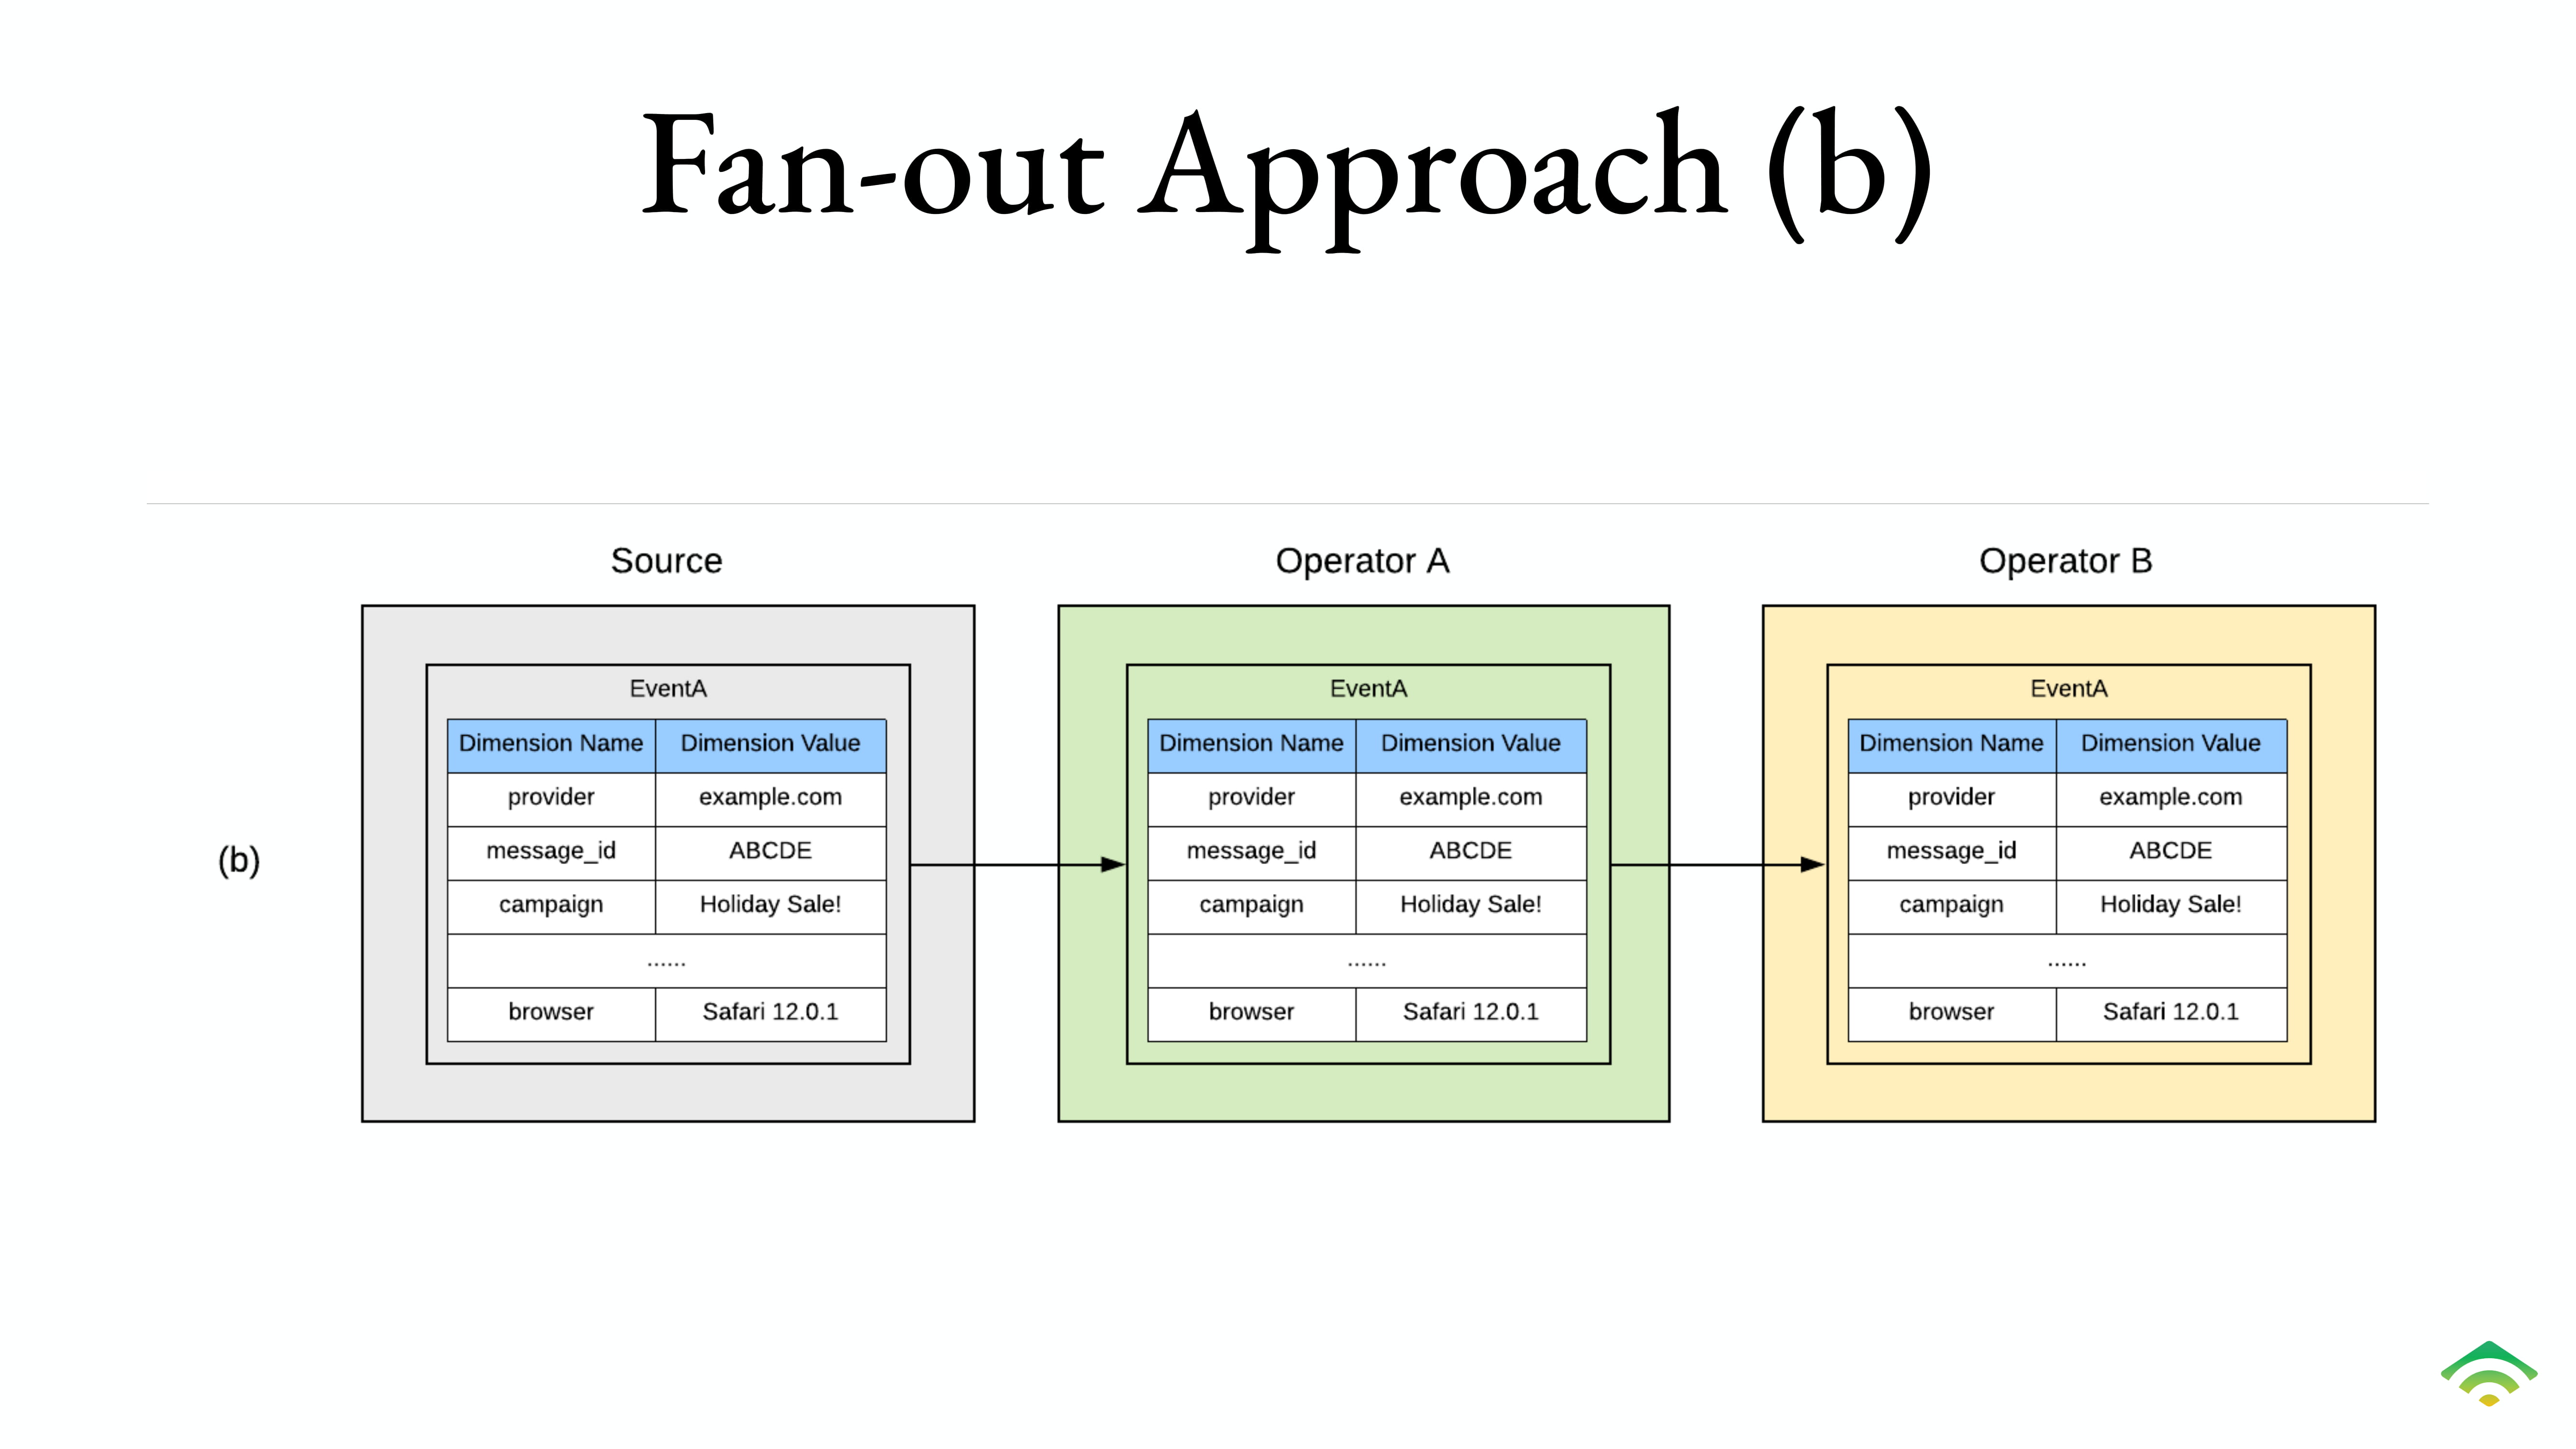 Fan-out Approach (b)
Source
Operator A
Operator B
(b)
EventA
Dimension Name Dimension Value
provider example.com
message_id ABCDE
campaign Holiday Sale!
......
browser Safari 12.0.1
EventA
Dimension Name Dimension Value
provider example.com
message_id ABCDE
campaign Holiday Sale!
......
browser Safari 12.0.1
EventA
Dimension Name Dimension Value
provider example.com
message_id ABCDE
campaign Holiday Sale!
......
browser Safari 12.0.1